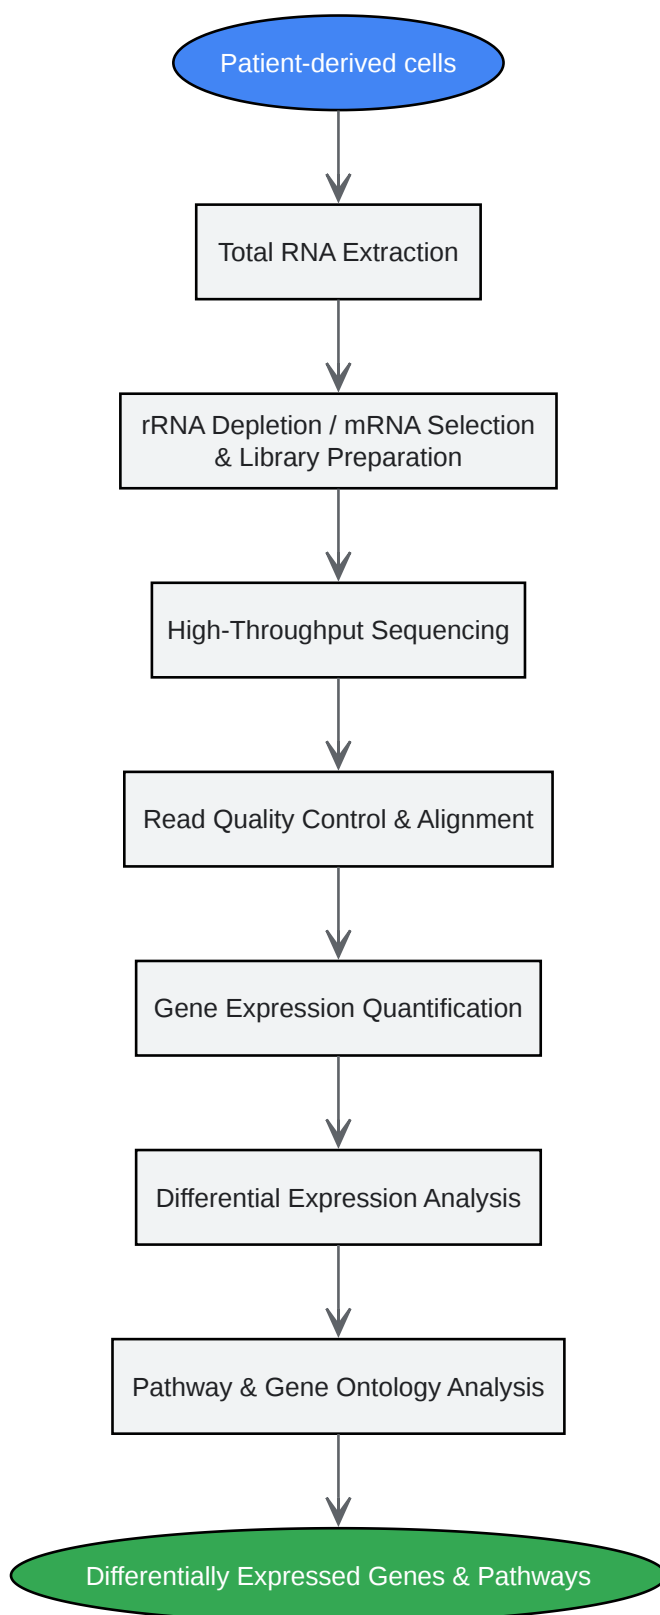 Patient-derived cells
Total RNA Extraction
rRNA Depletion / mRNA Selection
& Library Preparation
High-Throughput Sequencing
Read Quality Control & Alignment
Gene Expression Quantification
Differential Expression Analysis
Pathway & Gene Ontology Analysis
Differentially Expressed Genes & Pathways